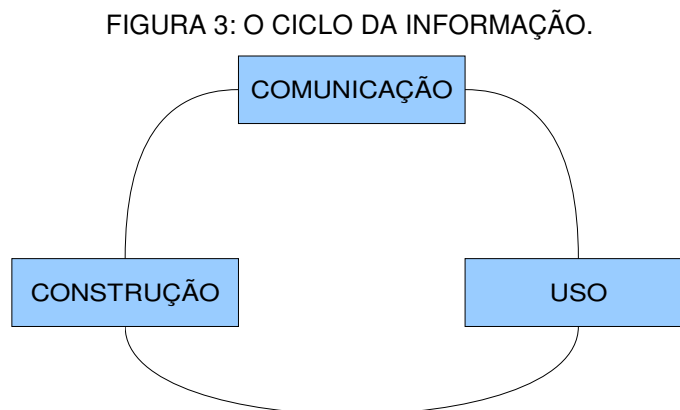 FIGURA 3: O CICLO DA INFORMAÇÃO.
COMUNICAÇÃO
CONSTRUÇÃO
USO